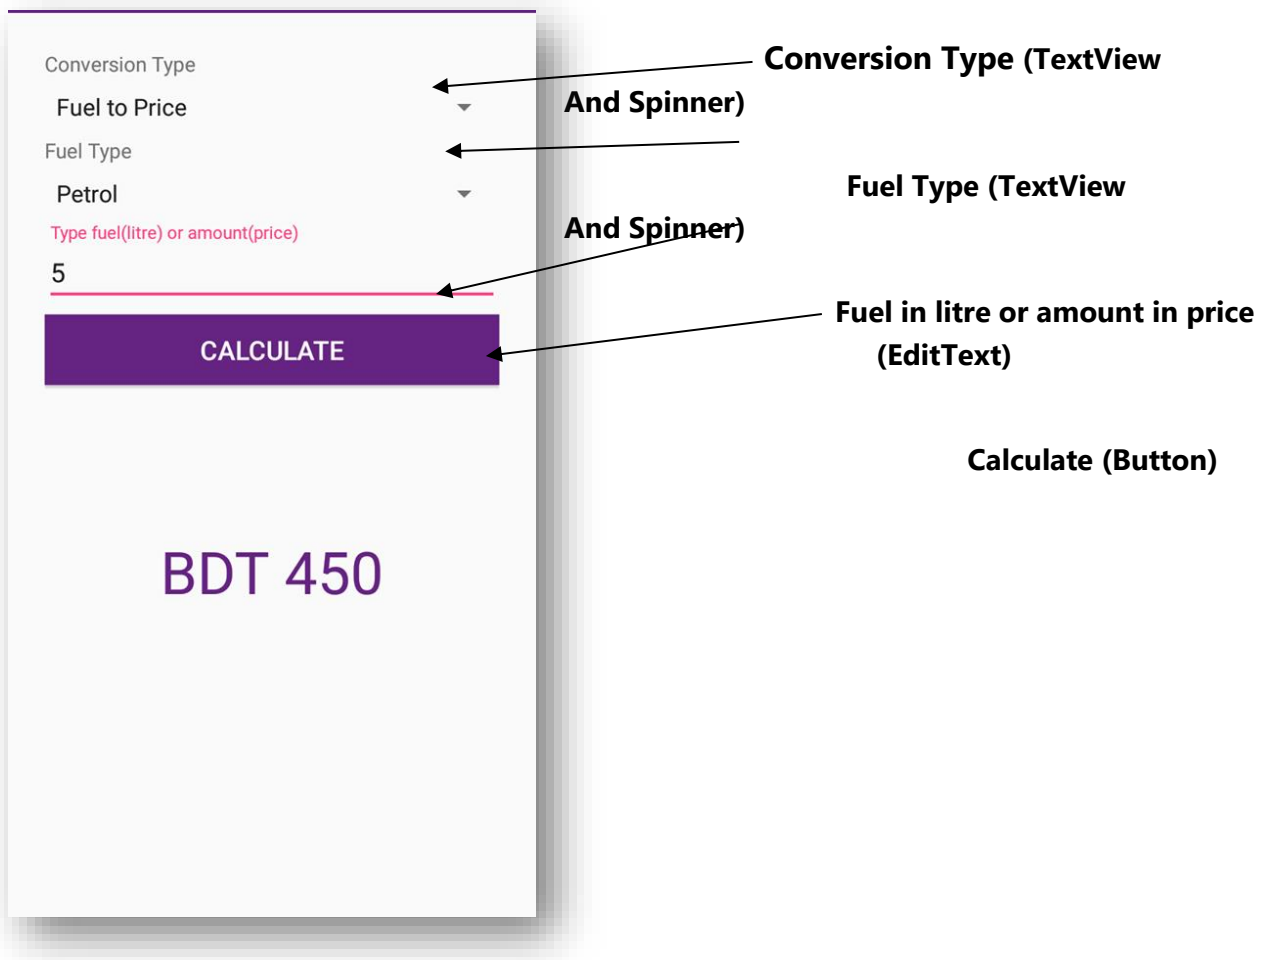 Conversion Type
Fuel to Price
Fuel Type
Petrol
Type fuel(litre) or amount(price)
5
CALCULATE
BDT 450
Conversion Type (TextView
And Spinner)
Fuel Type (TextView
And Spinner)
Fuel in litre or amount in price
(EditText)
Calculate (Button)